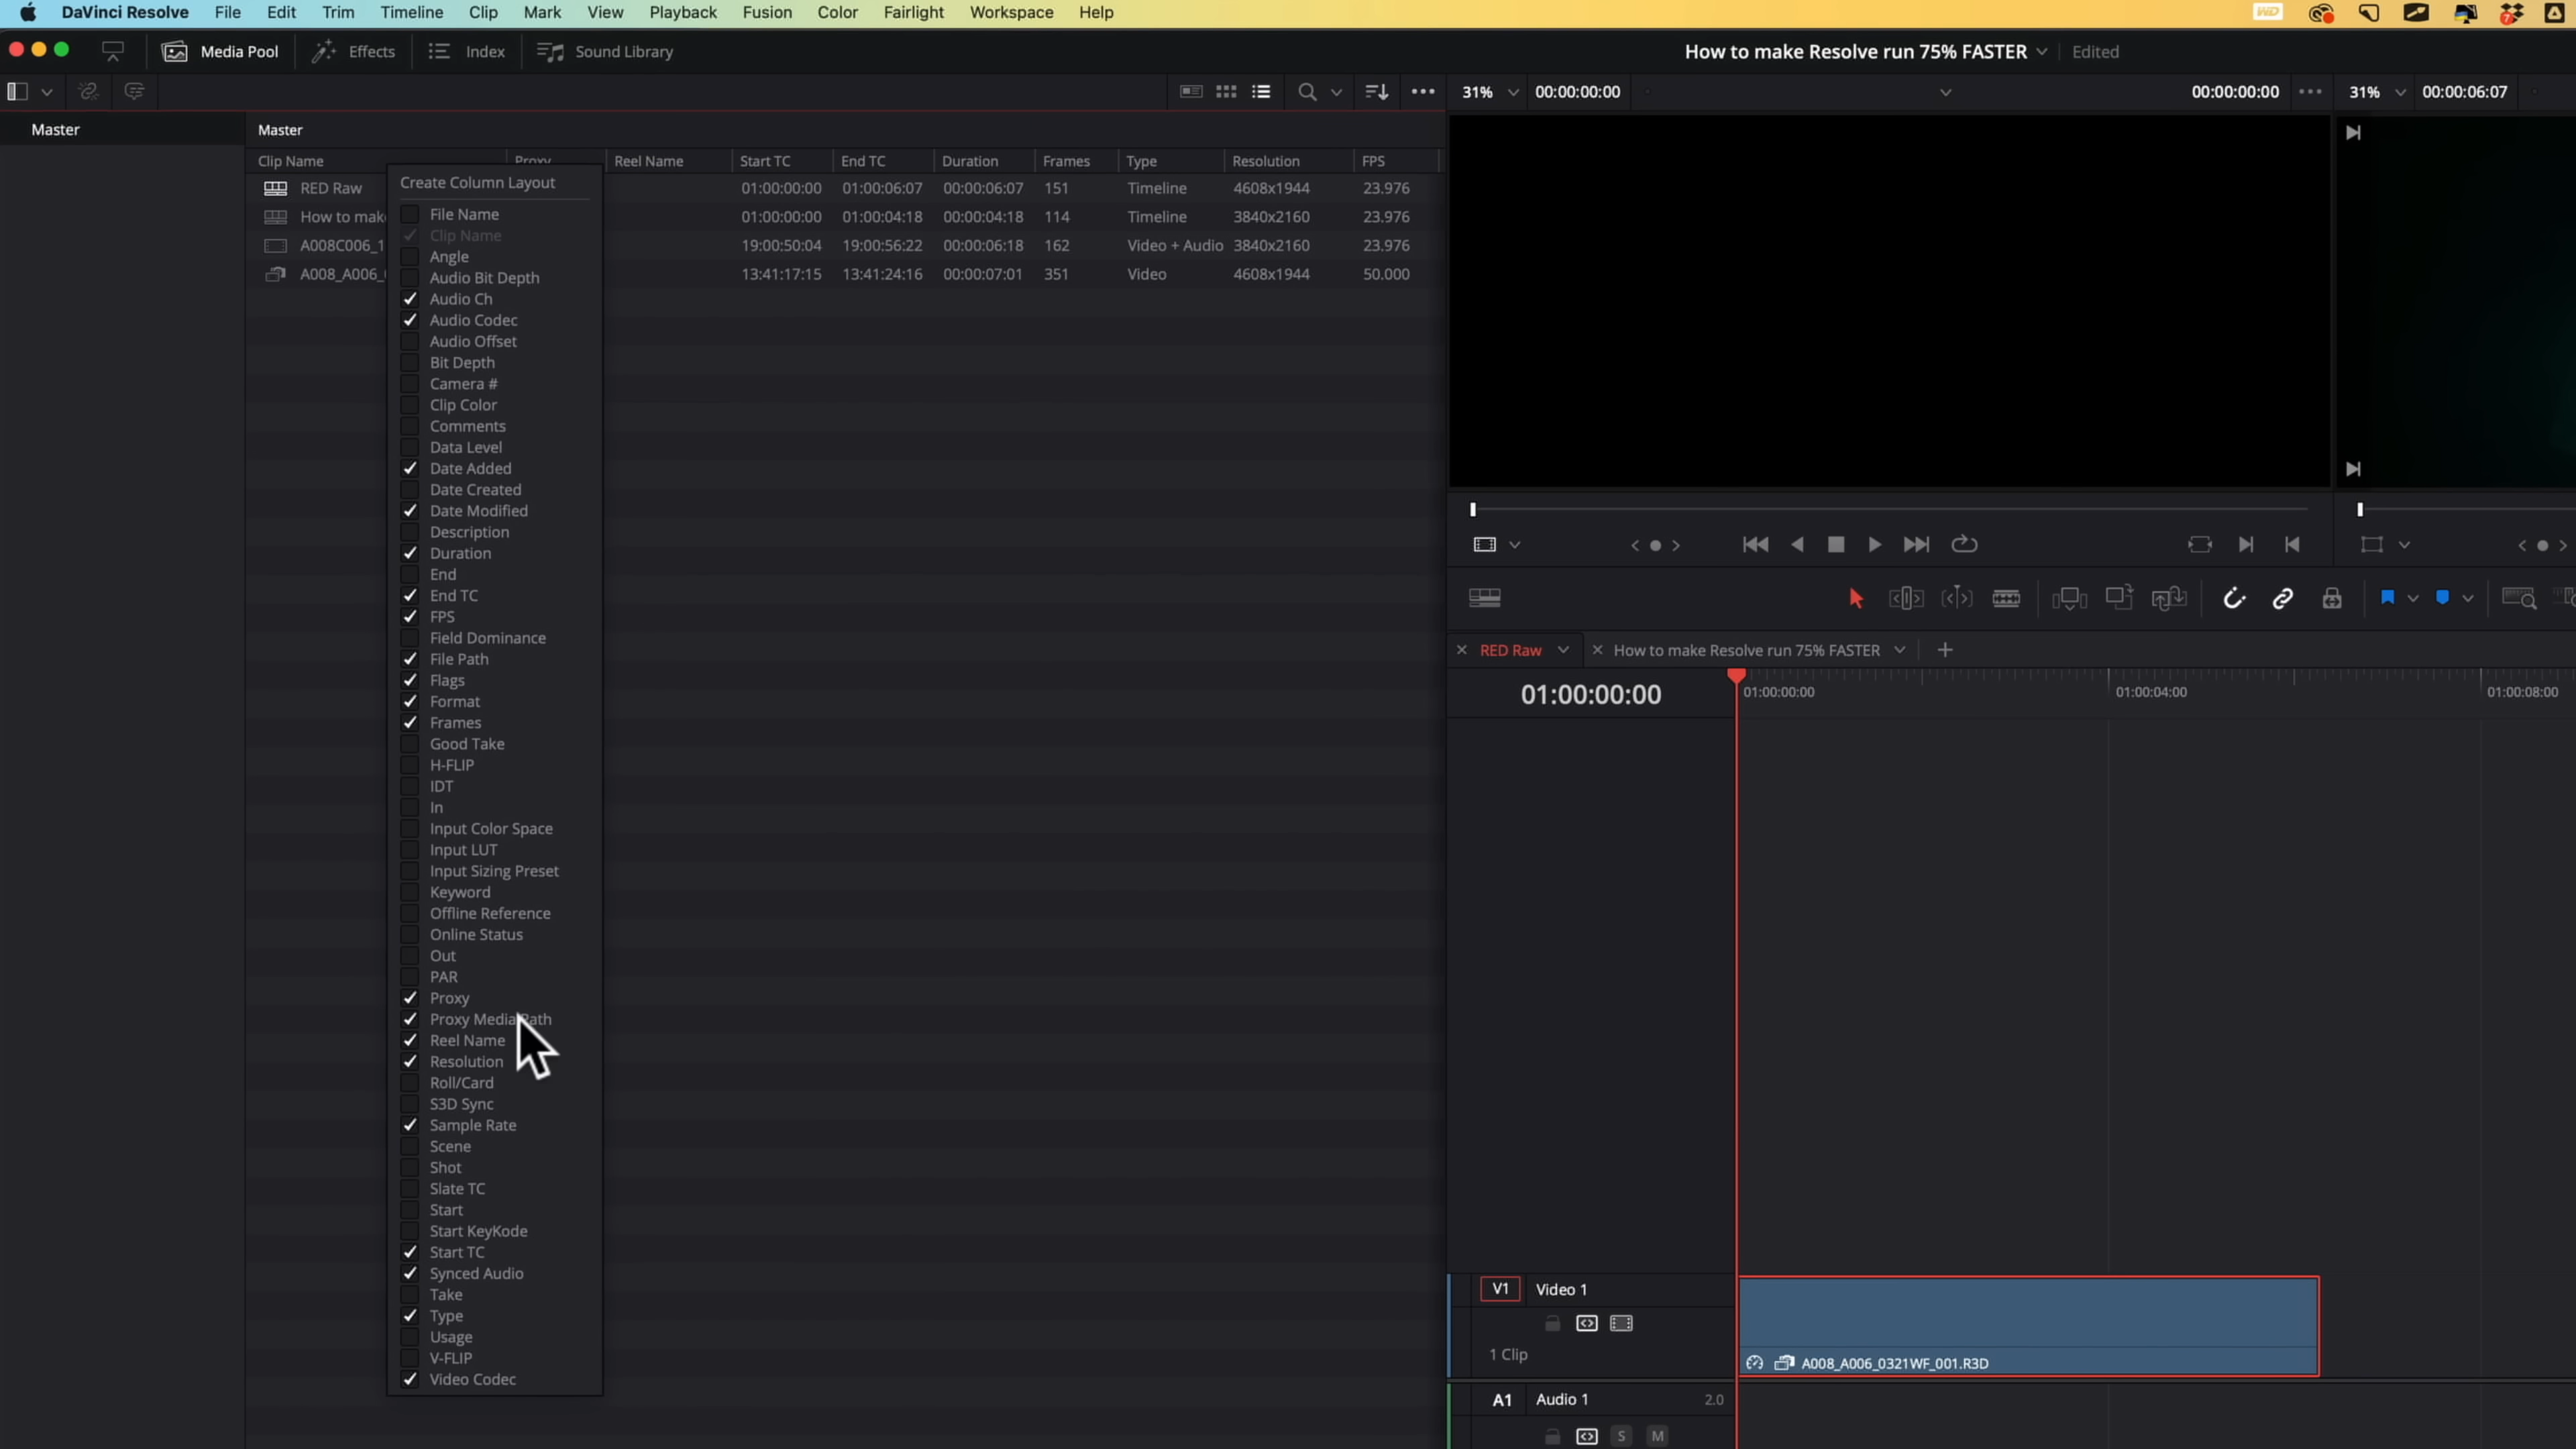 DaVinci Resolve File Edit Trim Timeline Clip Mark View Playback Fusion Color Fairlight Workspace Help
Media Pool Effects Index Sound Library How to make Resolve run 75% FASTER Edited
31% 00:00:00:00 00:00:00:00 31% 00:00:06:07
Master Master
Clip Name Proxy Reel Name Start TC End TC Duration Frames Type Resolution FPS
RED Raw 01:00:00:00 01:00:06:07 00:00:06:07 151 Timeline 4608x1944 23.976
How to mak 01:00:00:00 01:00:04:18 00:00:04:18 114 Timeline 3840x2160 23.976
A008C006_1 19:00:50:04 19:00:56:22 00:00:06:18 162 Video + Audio 3840x2160 23.976
A008_A006_ 13:41:17:15 13:41:24:16 00:00:07:01 351 Video 4608x1944 50.000
Create Column Layout
File Name
Clip Name
Angle
Audio Bit Depth
Audio Ch
Audio Codec
Audio Offset
Bit Depth
Camera #
Clip Color
Comments
Data Level
Date Added
Date Created
Date Modified
Description
Duration
End
End TC
FPS
Field Dominance
File Path
Flags
Format
Frames
Good Take
H-FLIP
IDT
In
Input Color Space
Input LUT
Input Sizing Preset
Keyword
Offline Reference
Online Status
Out
PAR
Proxy
Proxy Media Path
Reel Name
Resolution
Roll/Card
S3D Sync
Sample Rate
Scene
Shot
Slate TC
Start
Start KeyKode
Start TC
Synced Audio
Take
Type
Usage
V-FLIP
Video Codec
RED Raw How to make Resolve run 75% FASTER
01:00:00:00 01:00:00:00 01:00:04:00 01:00:08:00
V1 Video 1
1 Clip
A008_A006_0321WF_001.R3D
A1 Audio 1 2.0
S M